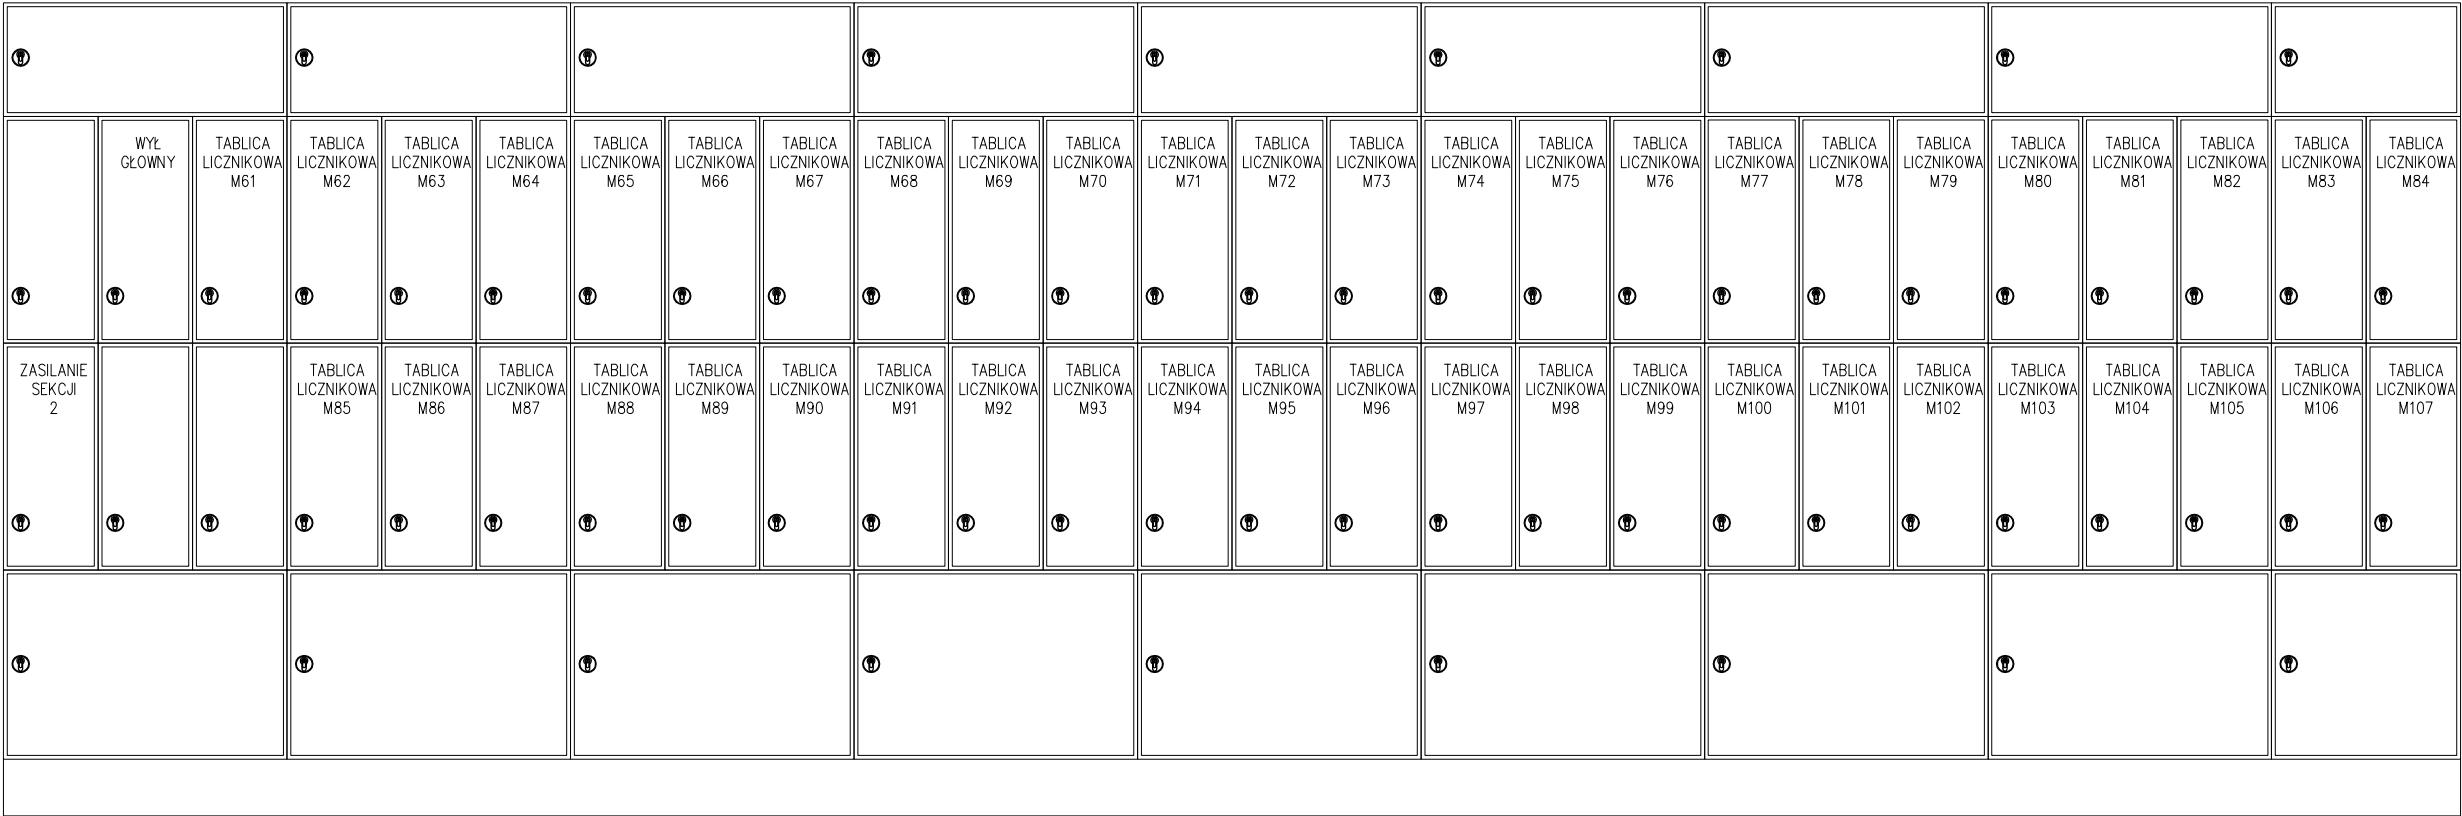 WYŁ
GŁOWNY
TABLICA
LICZNIKOWA
M61
TABLICA
LICZNIKOWA
M62
TABLICA
LICZNIKOWA
M63
TABLICA
LICZNIKOWA
M64
TABLICA
LICZNIKOWA
M65
TABLICA
LICZNIKOWA
M66
TABLICA
LICZNIKOWA
M67
TABLICA
LICZNIKOWA
M68
TABLICA
LICZNIKOWA
M69
TABLICA
LICZNIKOWA
M70
TABLICA
LICZNIKOWA
M71
TABLICA
LICZNIKOWA
M72
TABLICA
LICZNIKOWA
M73
TABLICA
LICZNIKOWA
M74
TABLICA
LICZNIKOWA
M75
TABLICA
LICZNIKOWA
M76
TABLICA
LICZNIKOWA
M77
TABLICA
LICZNIKOWA
M78
TABLICA
LICZNIKOWA
M79
TABLICA
LICZNIKOWA
M80
TABLICA
LICZNIKOWA
M81
TABLICA
LICZNIKOWA
M82
TABLICA
LICZNIKOWA
M83
TABLICA
LICZNIKOWA
M84
ZASILANIE
SEKCJI
2
TABLICA
LICZNIKOWA
M85
TABLICA
LICZNIKOWA
M86
TABLICA
LICZNIKOWA
M87
TABLICA
LICZNIKOWA
M88
TABLICA
LICZNIKOWA
M89
TABLICA
LICZNIKOWA
M90
TABLICA
LICZNIKOWA
M91
TABLICA
LICZNIKOWA
M92
TABLICA
LICZNIKOWA
M93
TABLICA
LICZNIKOWA
M94
TABLICA
LICZNIKOWA
M95
TABLICA
LICZNIKOWA
M96
TABLICA
LICZNIKOWA
M97
TABLICA
LICZNIKOWA
M98
TABLICA
LICZNIKOWA
M99
TABLICA
LICZNIKOWA
M100
TABLICA
LICZNIKOWA
M101
TABLICA
LICZNIKOWA
M102
TABLICA
LICZNIKOWA
M103
TABLICA
LICZNIKOWA
M104
TABLICA
LICZNIKOWA
M105
TABLICA
LICZNIKOWA
M106
TABLICA
LICZNIKOWA
M107